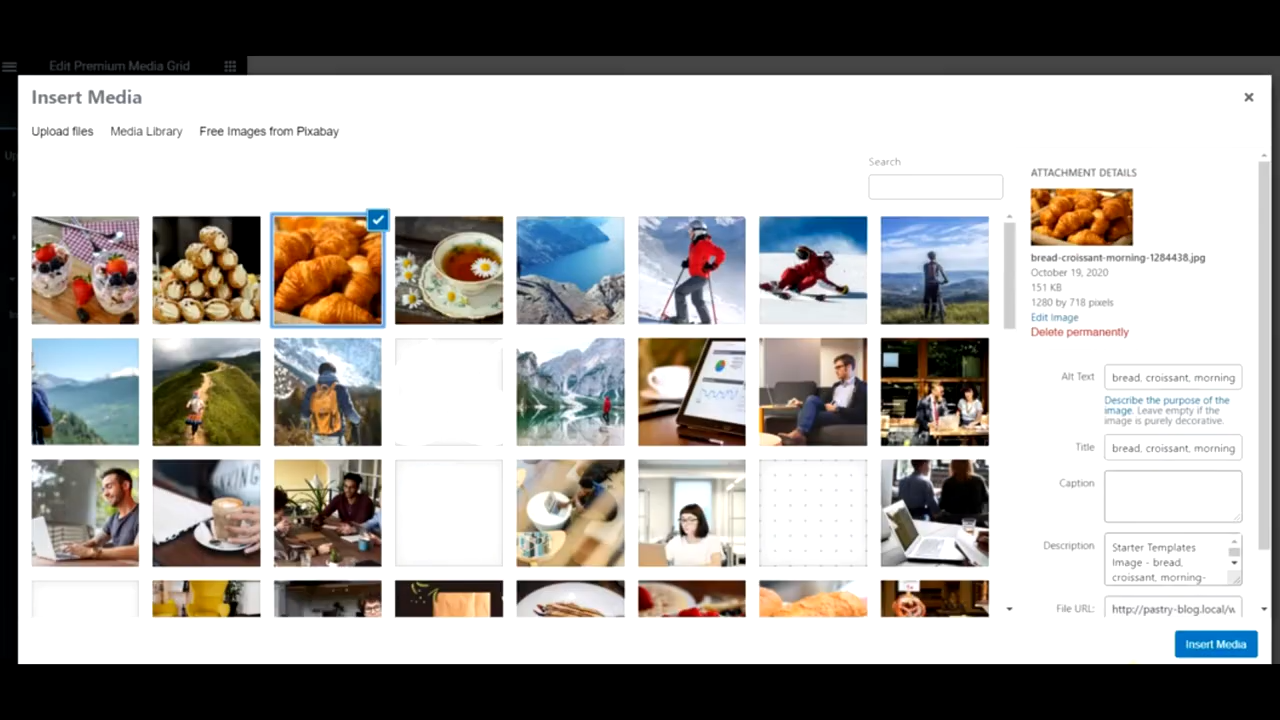 Edit Premium Media Grid
Insert Media
Upload files Media Library Free Images from Pixabay
Search
ATTACHMENT DETAILS
bread-croissant-morning-1284438.jpg
October 19, 2020
151 KB
1280 by 718 pixels
Edit Image
Delete permanently
Alt Text bread, croissant, morning
Describe the purpose of the
image. Leave empty if the
image is purely decorative.
Title bread, croissant, morning
Caption
Description Starter Templates
Image - bread,
croissant, morning-
File URL: http://pastry-blog.local/w
Insert Media